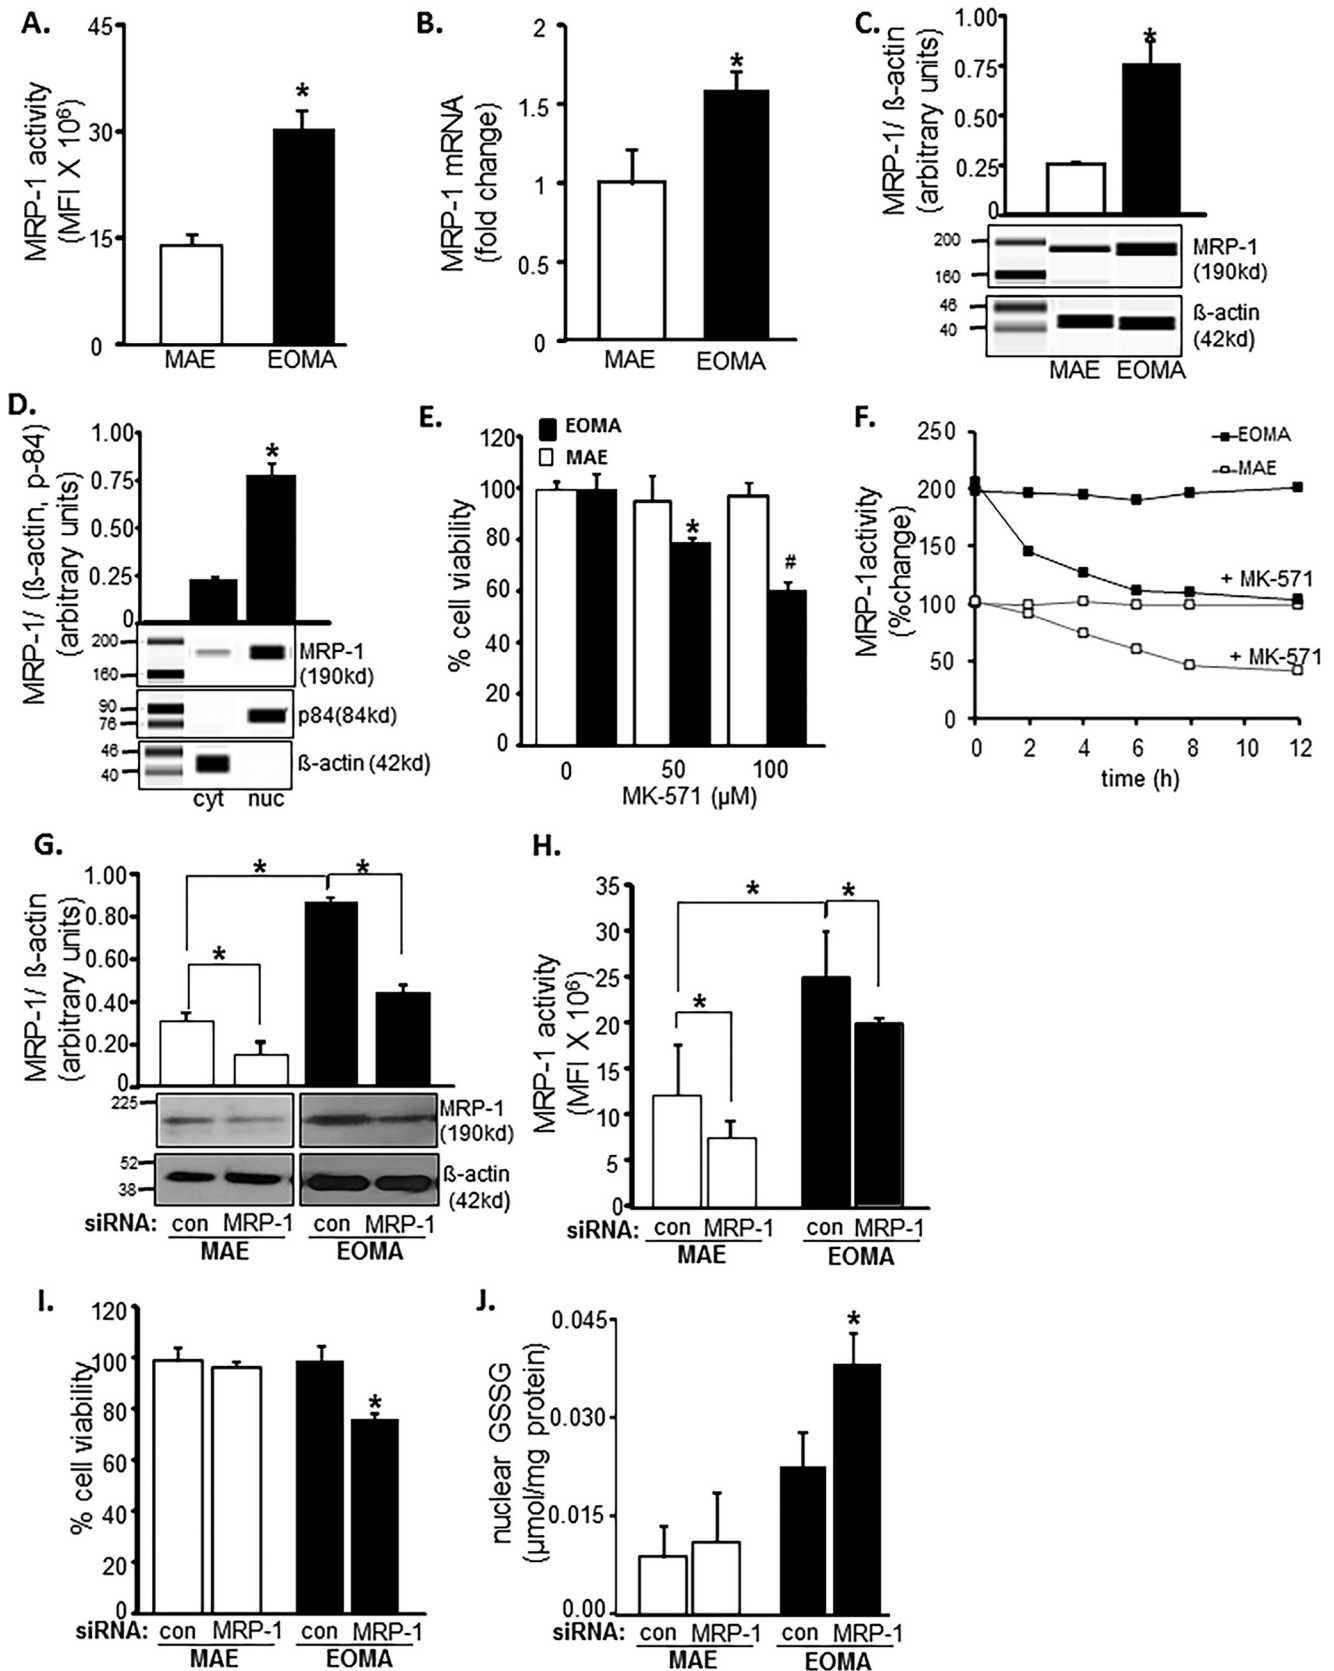 A.
MRP-1 activity
(MFI X 10⁶)
45
30
15
0
*
MAE EOMA
B.
MRP-1 mRNA
(fold change)
2
1.5
1
0.5
0
*
MAE EOMA
C.
MRP-1/ ß-actin
(arbitrary units)
1.00
0.75
0.50
0.25
0
*
200
160
MRP-1
(190kd)
46
40
ß-actin
(42kd)
MAE EOMA
D.
MRP-1/ (ß-actin, p-84)
(arbitrary units)
1.00
0.75
0.50
0.25
0
*
200
160
MRP-1
(190kd)
90
76
p84(84kd)
46
40
ß-actin (42kd)
cyt nuc
E.
EOMA
MAE
% cell viability
120
100
80
60
40
20
0
*
#
0 50 100
MK-571 (µM)
F.
EOMA
MAE
MRP-1activity
(%change)
250
200
150
100
50
0
+ MK-571
+ MK-571
0 2 4 6 8 10 12
time (h)
G.
MRP-1/ ß-actin
(arbitrary units)
1.00
0.80
0.60
0.40
0.20
0
* *
*
225
MRP-1
(190kd)
52
38
ß-actin
(42kd)
siRNA: con MRP-1 con MRP-1
MAE EOMA
H.
MRP-1 activity
(MFI X 10⁶)
35
30
25
20
15
10
5
0
* *
*
siRNA: con MRP-1 con MRP-1
MAE EOMA
I.
% cell viability
120
100
80
60
40
20
0
*
siRNA: con MRP-1 con MRP-1
MAE EOMA
J.
nuclear GSSG
(µmol/mg protein)
0.045
0.030
0.015
0.00
*
siRNA: con MRP-1 con MRP-1
MAE EOMA